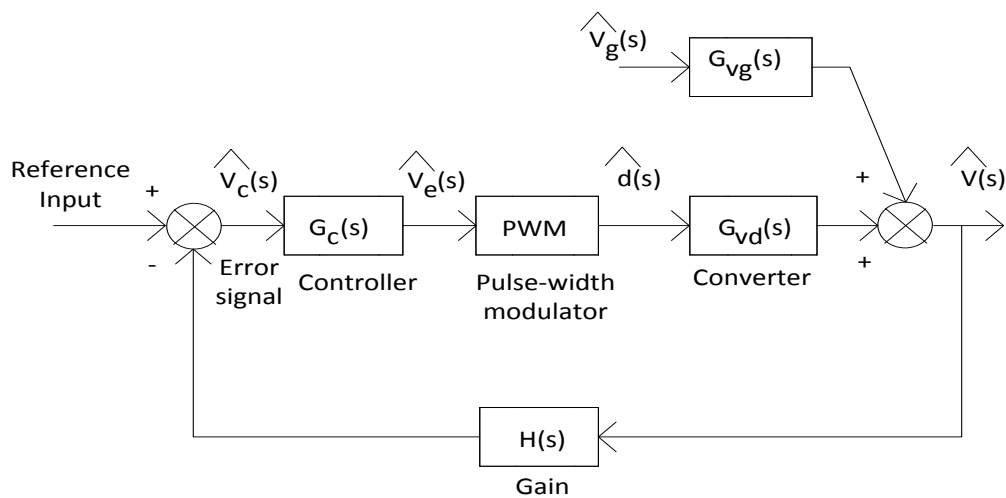 V̂g(s)
Gvg(s)
Reference
Input
+
-
V̂c(s)
Error
signal
Gc(s)
Controller
V̂e(s)
PWM
Pulse-width
modulator
d̂(s)
Gvd(s)
Converter
+
+
V̂(s)
H(s)
Gain